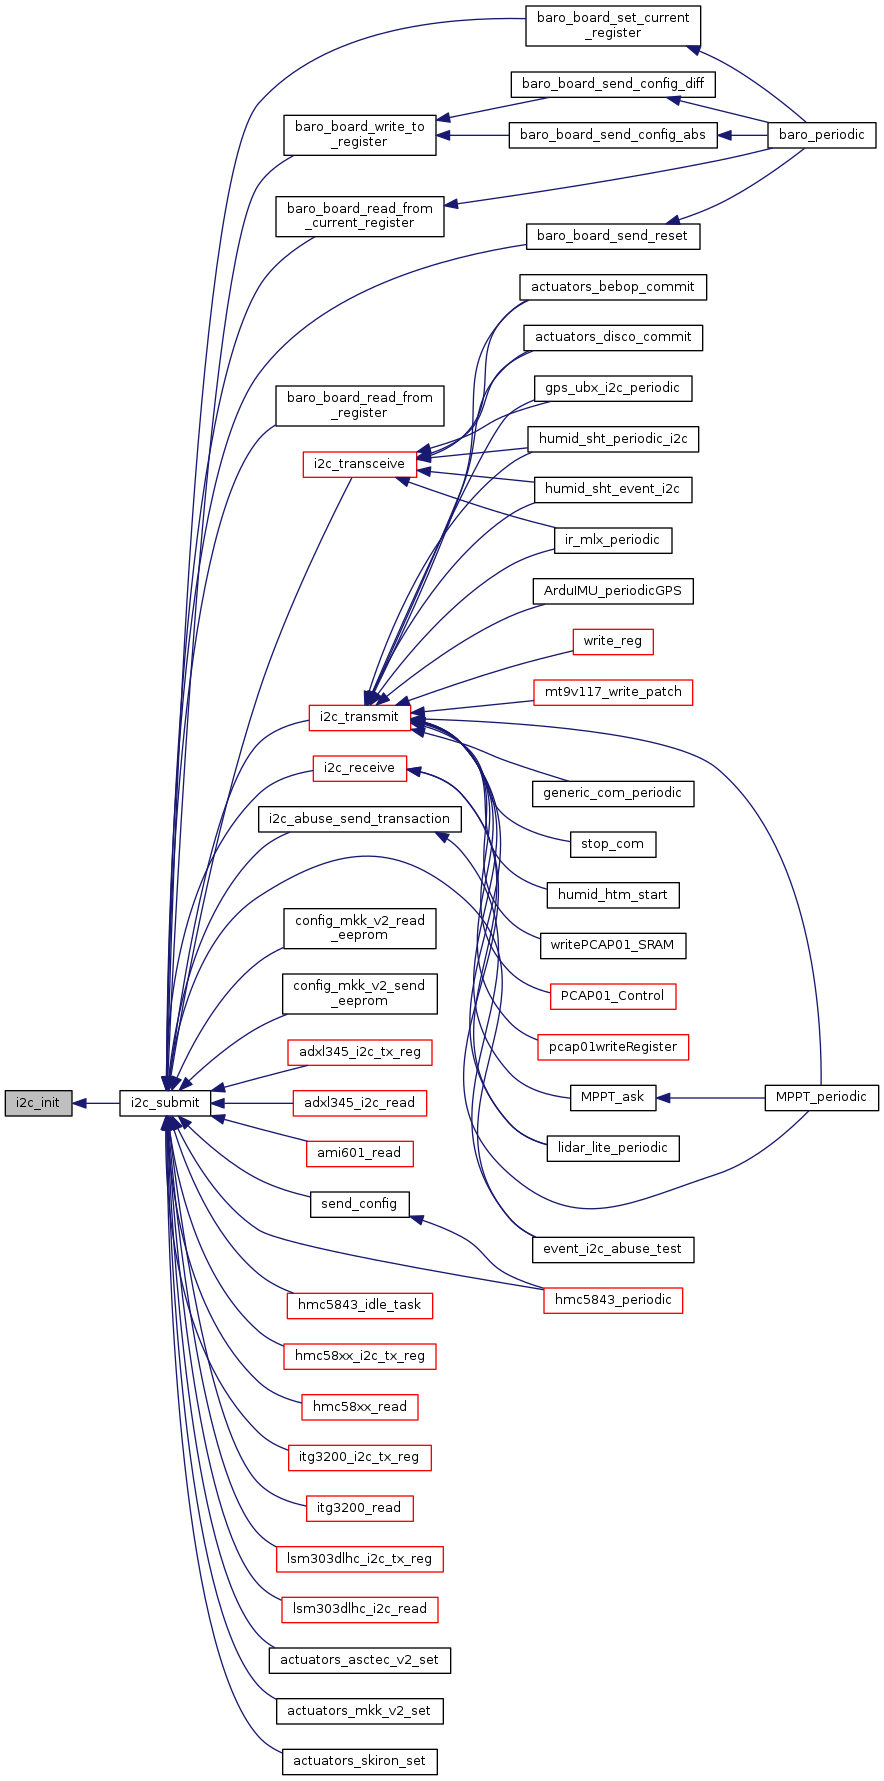 baro_board_set_current
_register
baro_board_send_config_diff
baro_board_write_to
_register
baro_board_send_config_abs
baro_periodic
baro_board_read_from
_current_register
baro_board_send_reset
actuators_bebop_commit
actuators_disco_commit
gps_ubx_i2c_periodic
baro_board_read_from
_register
humid_sht_periodic_i2c
i2c_transceive
humid_sht_event_i2c
ir_mlx_periodic
ArduIMU_periodicGPS
write_reg
mt9v117_write_patch
i2c_transmit
i2c_receive
generic_com_periodic
i2c_abuse_send_transaction
stop_com
humid_htm_start
config_mkk_v2_read
_eeprom
writePCAP01_SRAM
config_mkk_v2_send
_eeprom
PCAP01_Control
adxl345_i2c_tx_reg
pcap01writeRegister
i2c_init
i2c_submit
adxl345_i2c_read
MPPT_ask
MPPT_periodic
ami601_read
lidar_lite_periodic
send_config
event_i2c_abuse_test
hmc5843_idle_task
hmc5843_periodic
hmc58xx_i2c_tx_reg
hmc58xx_read
itg3200_i2c_tx_reg
itg3200_read
lsm303dlhc_i2c_tx_reg
lsm303dlhc_i2c_read
actuators_asctec_v2_set
actuators_mkk_v2_set
actuators_skiron_set